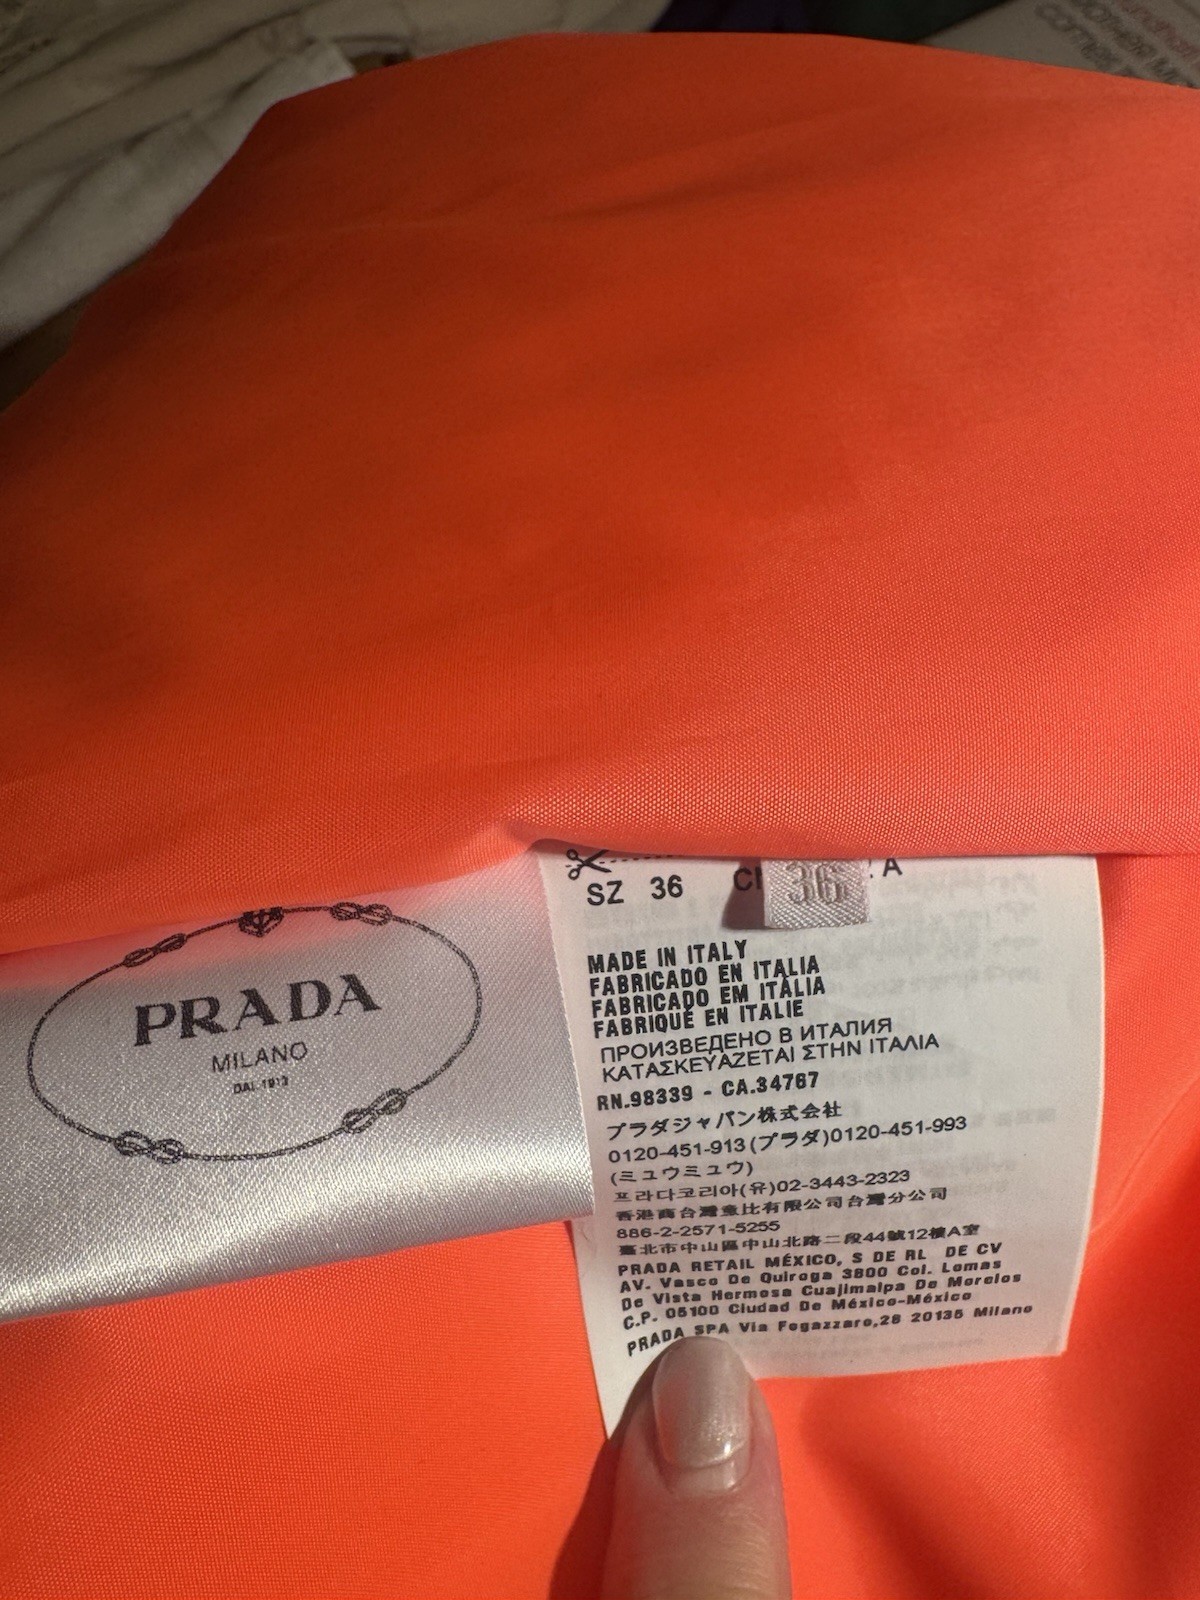 PRADA
MILANO
DAL 1913
SZ 36
36
A
MADE IN ITALY
FABRICADO EN ITALIA
FABRICADO EM ITÁLIA
FABRIQUÉ EN ITALIE
ПРОИЗВЕДЕНО В ИТАЛИЯ
ΚΑΤΑΣΚΕΥΑΖΕΤΑΙ ΣΤΗΝ ΙΤΑΛΙΑ
RN.98339 - CA.34767
プラダジャパン株式会社
0120-451-913(プラダ)0120-451-993
(ミュウミュウ)
프라다코리아(유)02-3443-2323
香港商台灣童比有限公司台灣分公司
886-2-2571-5255
臺北市中山區中山北路二段44號12樓A室
PRADA RETAIL MÉXICO, S DE RL DE CV
AV. Vasco De Quiroga 3800 Col. Lomas
De Vista Hermosa Cuajimalpa De Morelos
C.P. 05100 Ciudad De México-México
PRADA SPA Via Fogazzaro,28 20135 Milano